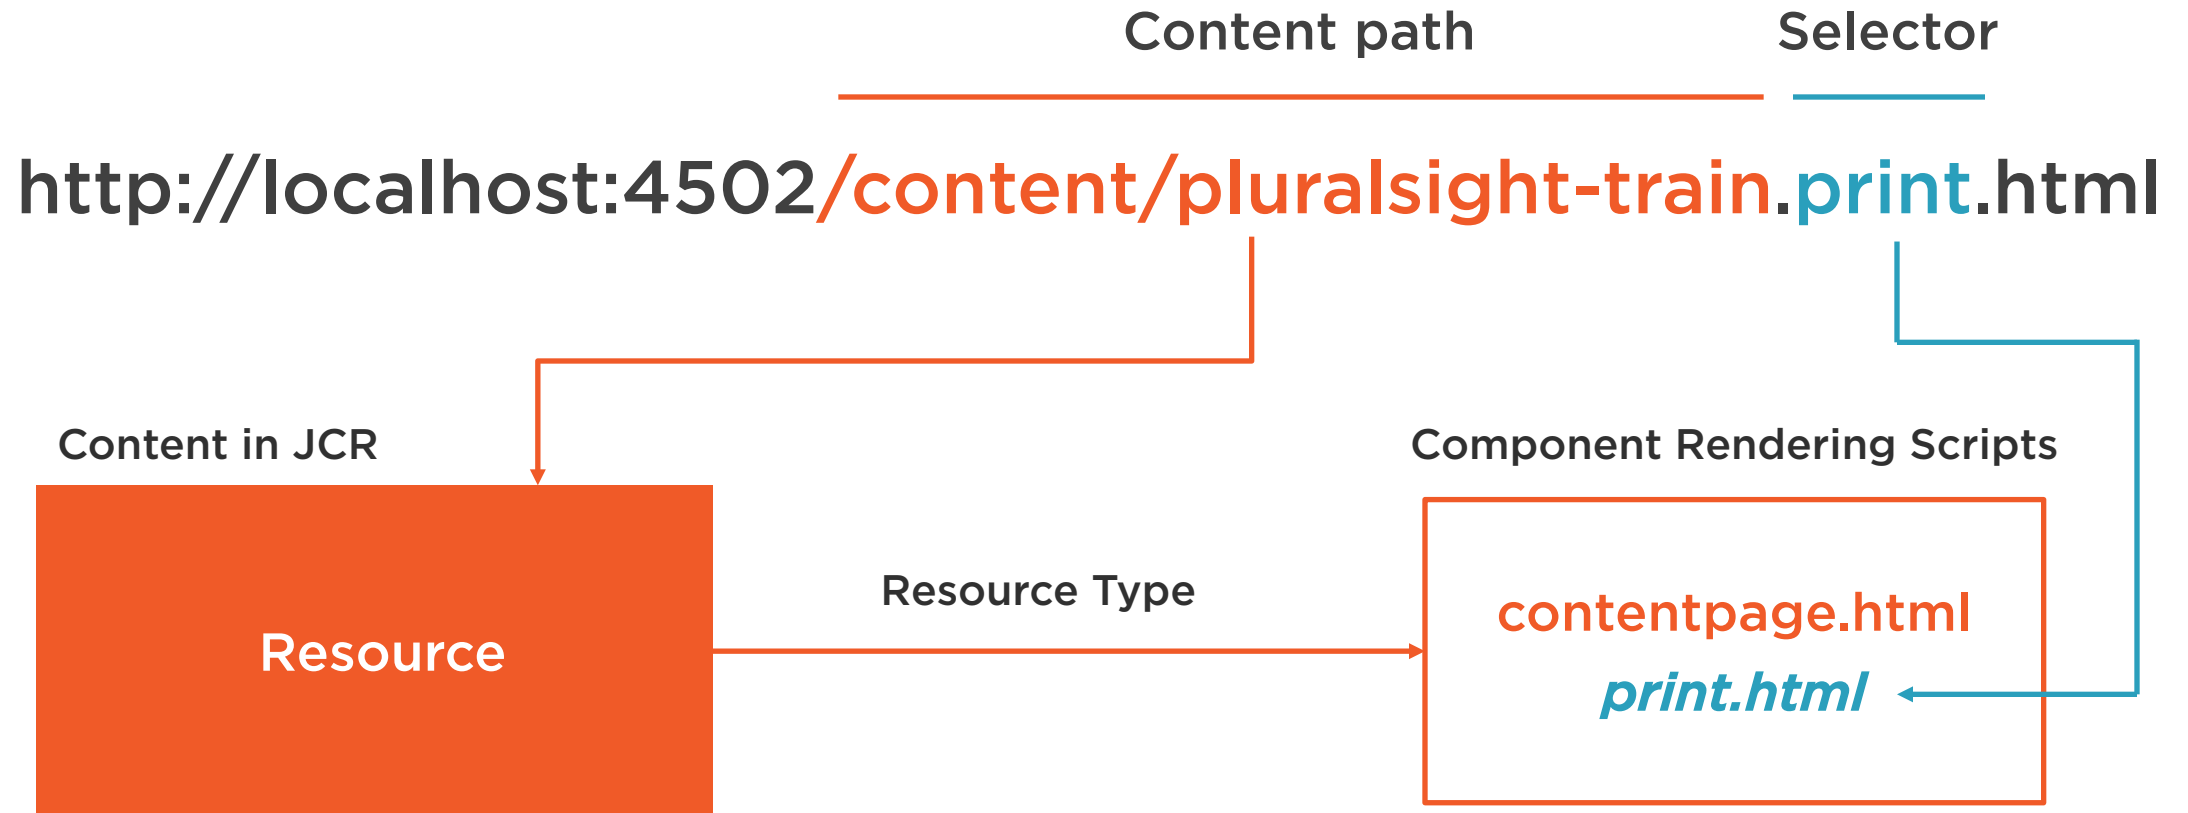 Content path Selector
http://localhost:4502/content/pluralsight-train.print.html
Content in JCR
Component Rendering Scripts
Resource Type
Resource
contentpage.html
print.html